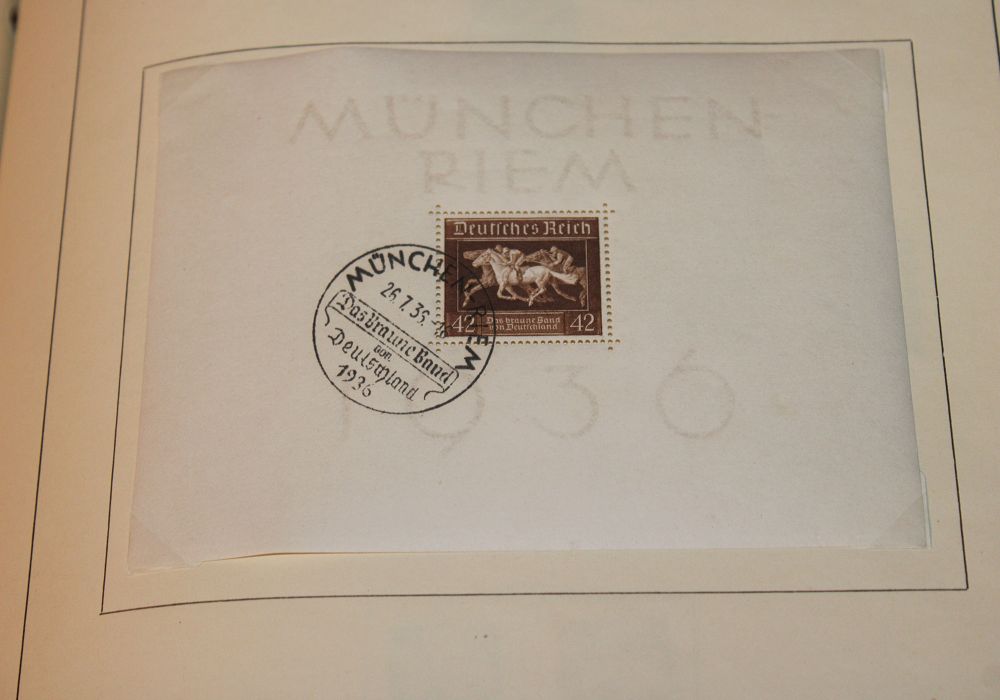 MÜNCHEN-
RIEM
Deutsches Reich
42 Das braune Band 42
von Deutschland
MÜNCHEN RIEM
26.7.36.-
Das Braune Band
von
Deutschland
1936
1936